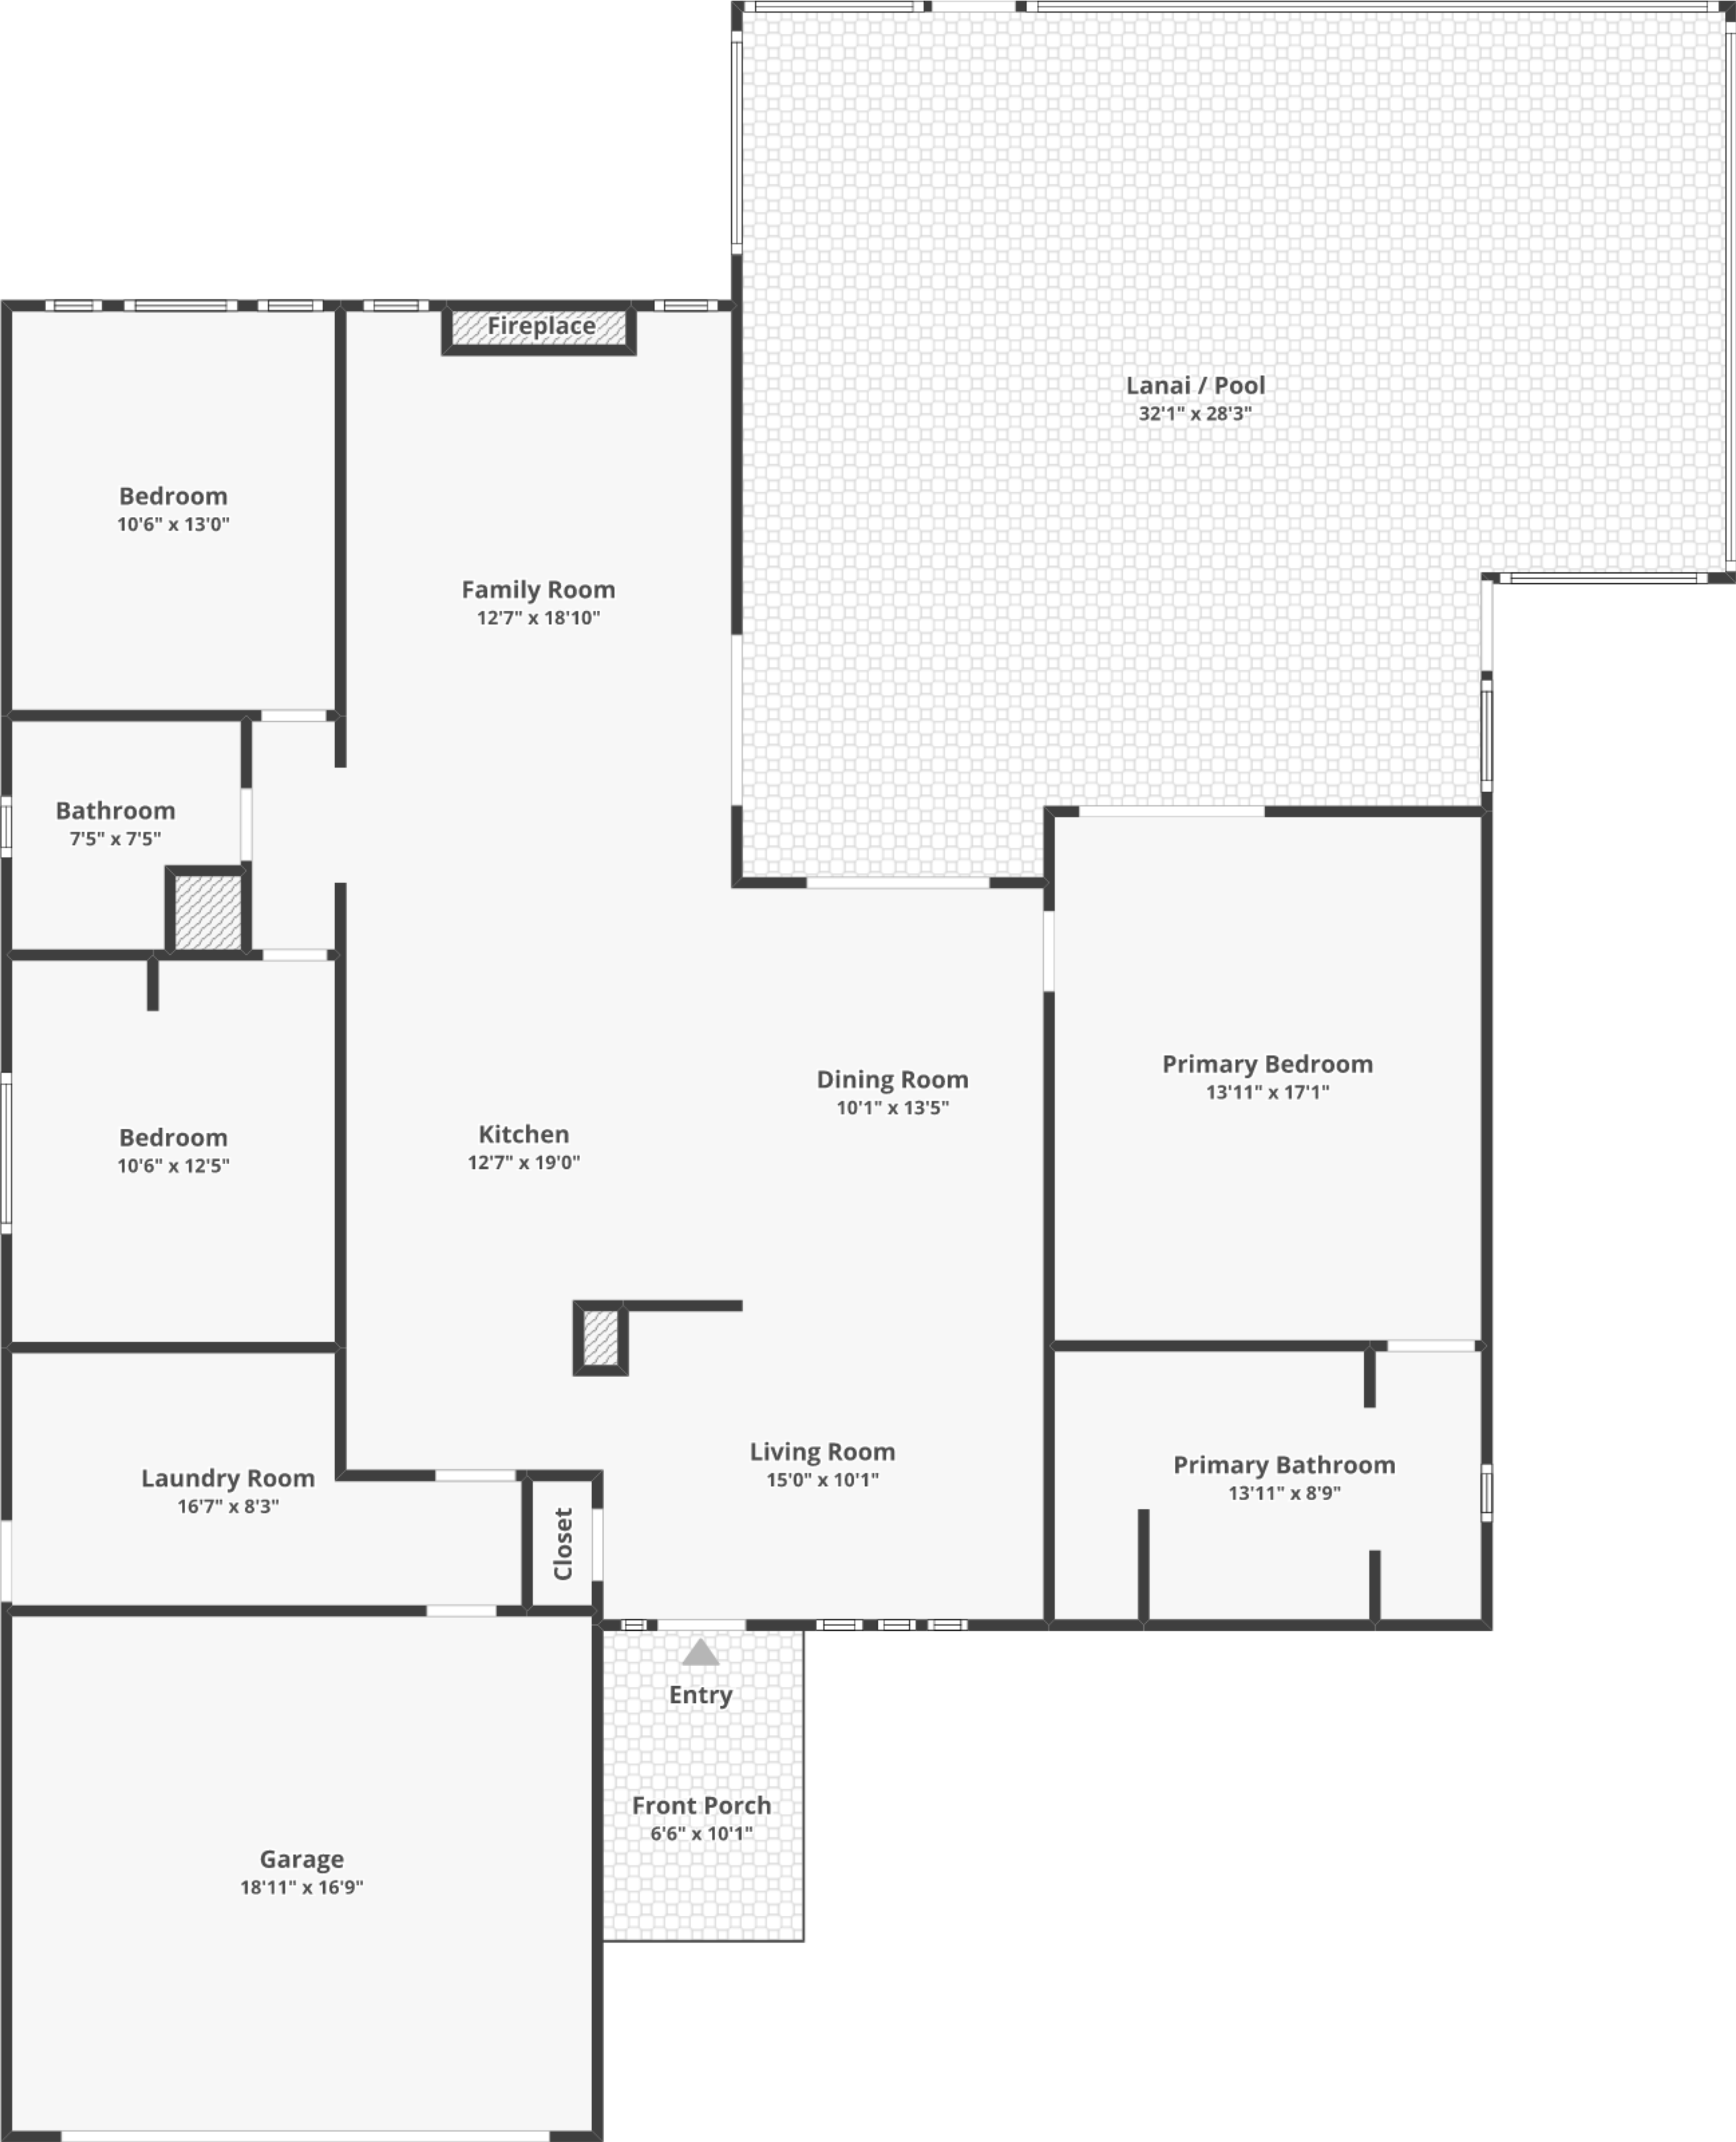 Fireplace
Lanai / Pool
32'1" x 28'3"
Bedroom
10'6" x 13'0"
Family Room
12'7" x 18'10"
Bathroom
7'5" x 7'5"
Dining Room
10'1" x 13'5"
Primary Bedroom
13'11" x 17'1"
Kitchen
12'7" x 19'0"
Bedroom
10'6" x 12'5"
Living Room
15'0" x 10'1"
Primary Bathroom
13'11" x 8'9"
Laundry Room
16'7" x 8'3"
Closet
Entry
Front Porch
6'6" x 10'1"
Garage
18'11" x 16'9"